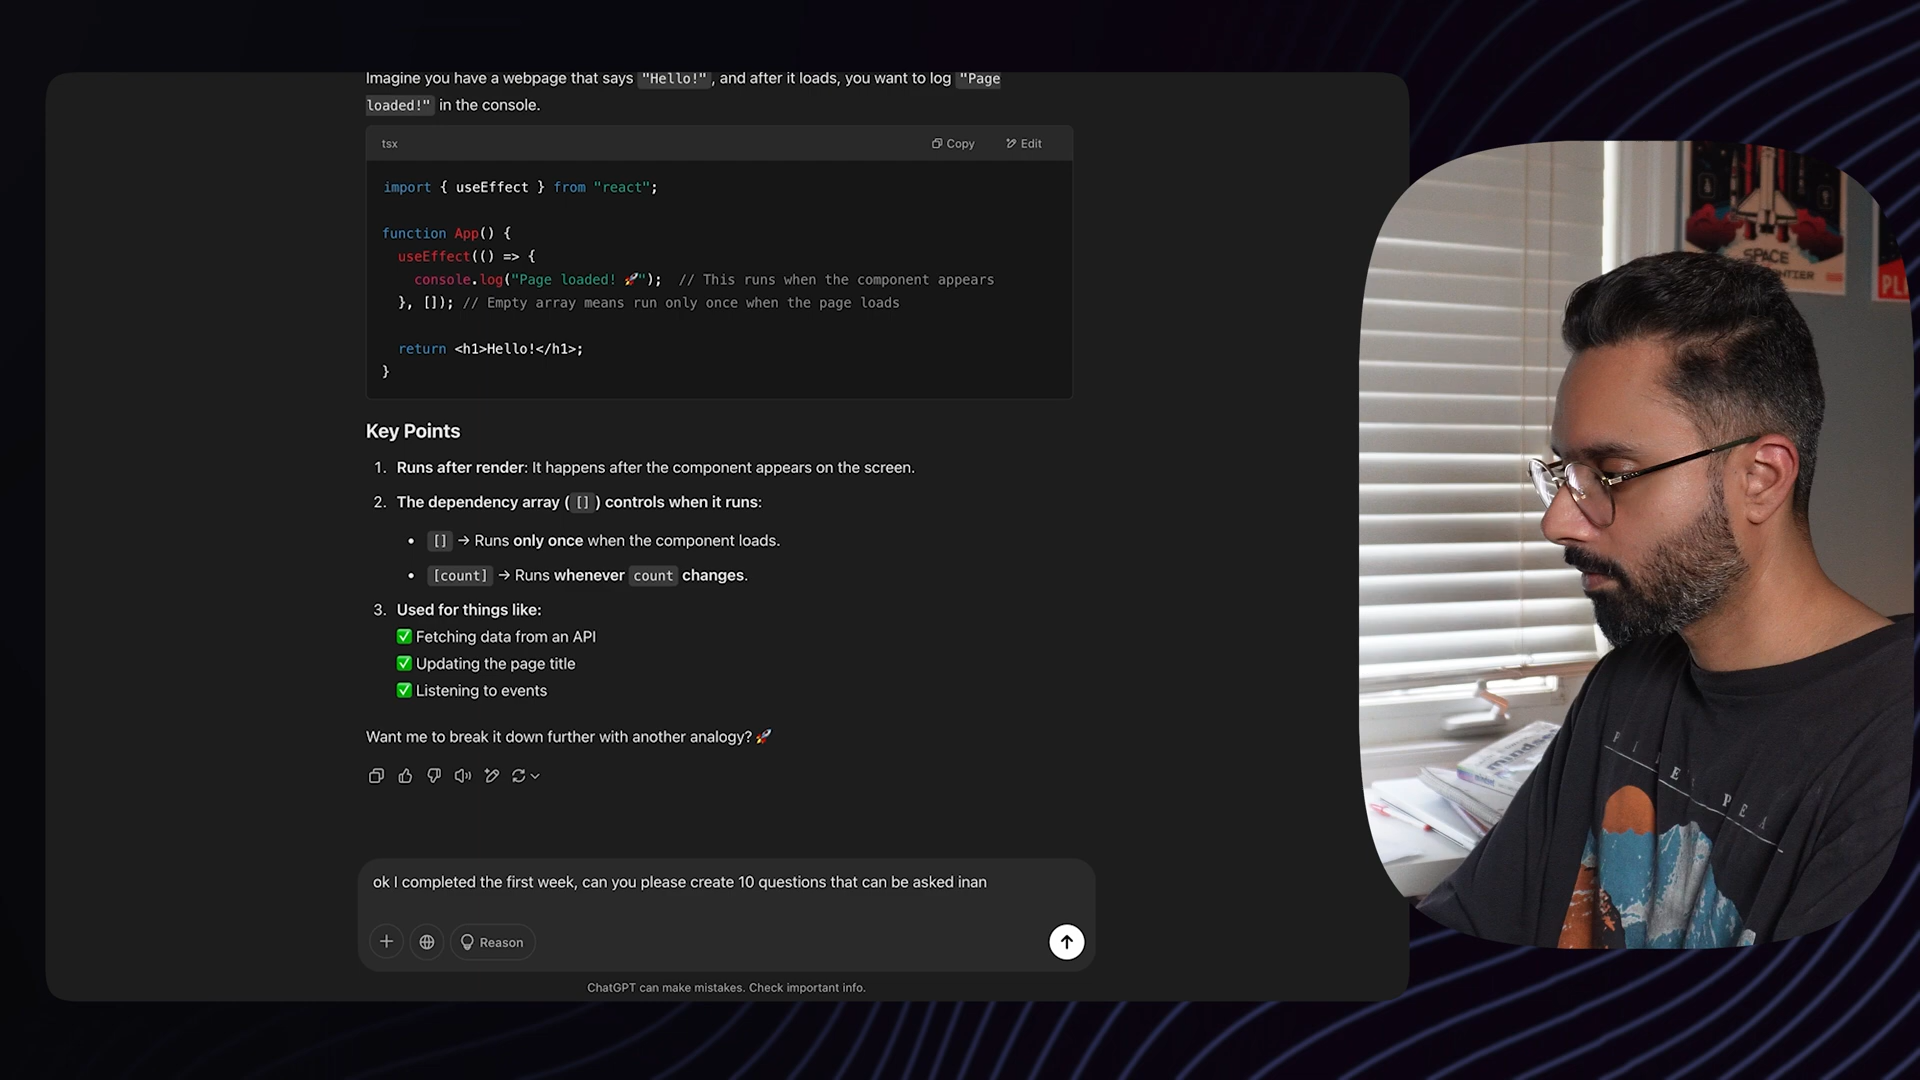 Imagine you have a webpage that says "Hello!", and after it loads, you want to log "Page
loaded!" in the console.
tsx
Copy
Edit
import { useEffect } from "react";
function App() {
useEffect(() => {
console.log("Page loaded! 🚀"); // This runs when the component appears
}, []); // Empty array means run only once when the page loads
return <h1>Hello!</h1>;
}
Key Points
1. Runs after render: It happens after the component appears on the screen.
2. The dependency array ( [] ) controls when it runs:
• [] → Runs only once when the component loads.
• [count] → Runs whenever count changes.
3. Used for things like:
✅ Fetching data from an API
✅ Updating the page title
✅ Listening to events
Want me to break it down further with another analogy? 🚀
ok I completed the first week, can you please create 10 questions that can be asked inan
Reason
ChatGPT can make mistakes. Check important info.
SPACE
PL